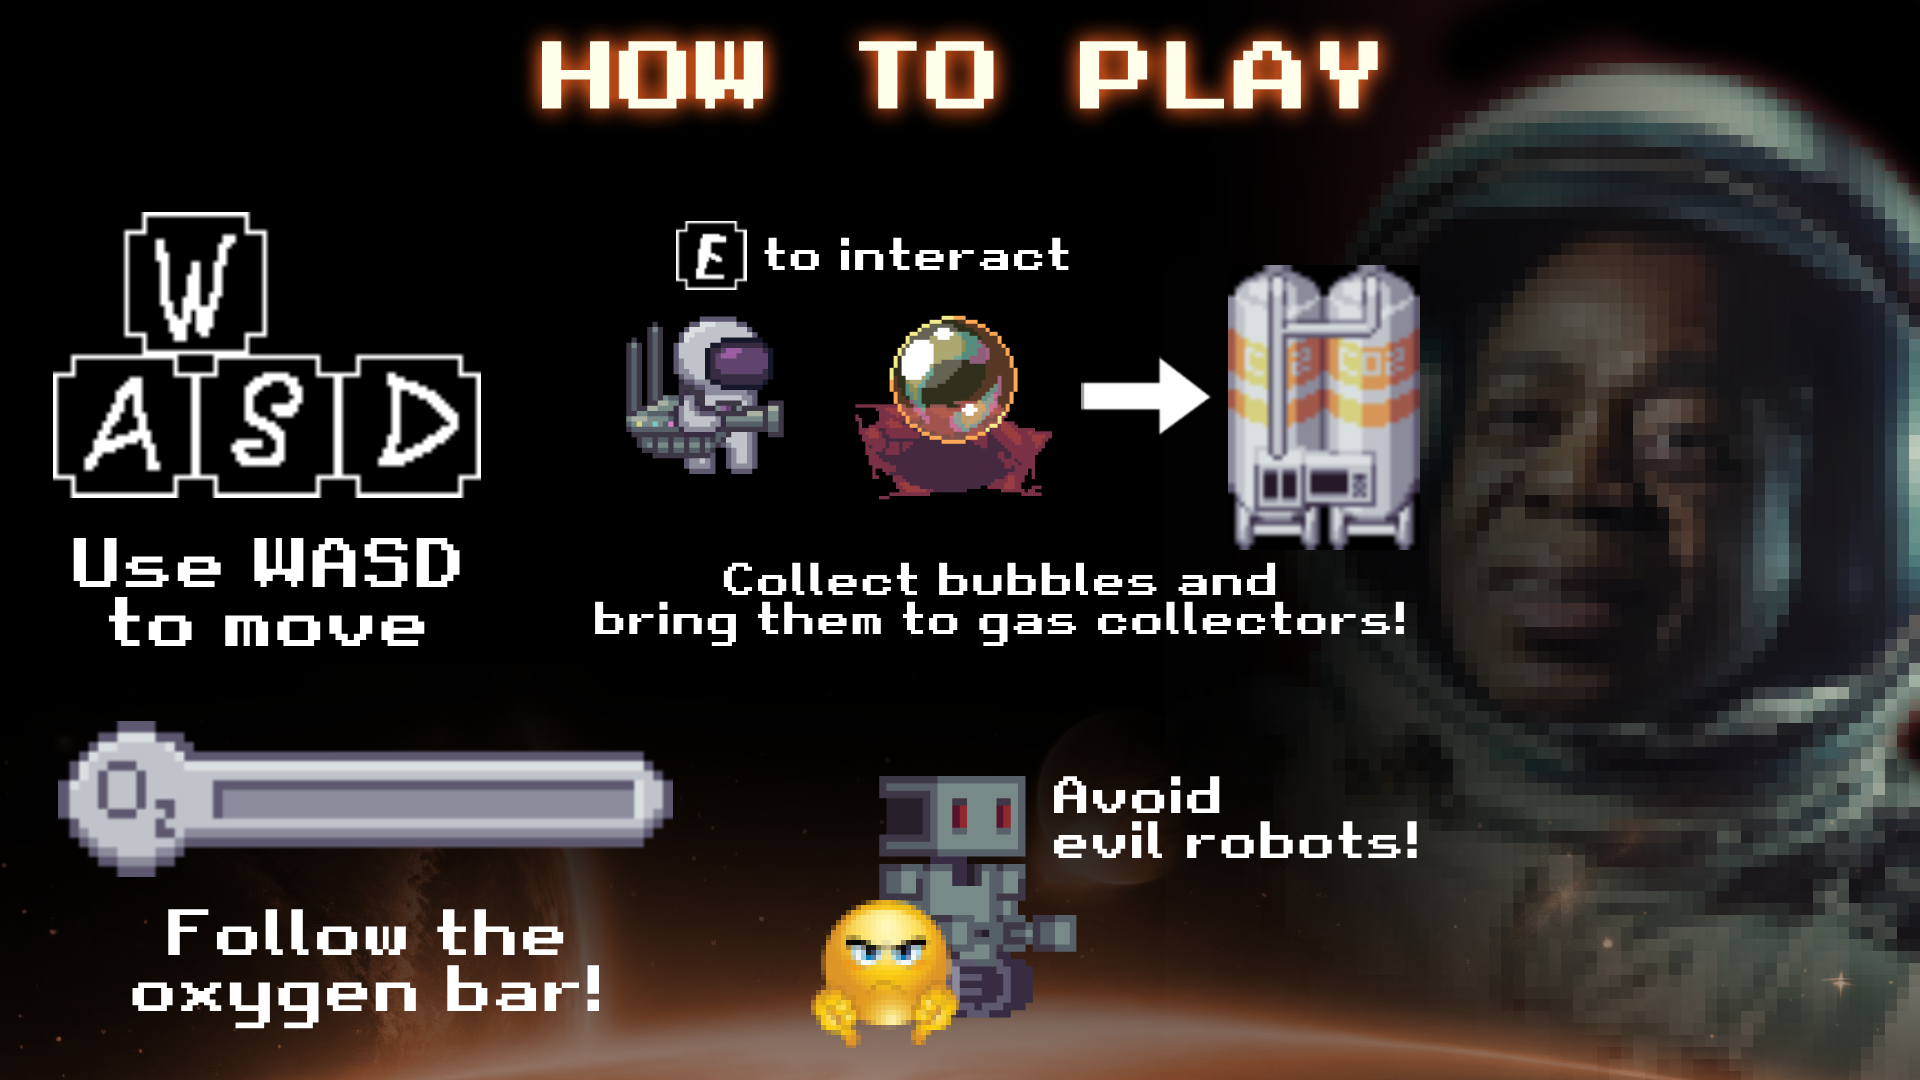 HOW TO PLAY
W
A S D
Use WASD
to move
E to interact
Collect bubbles and
bring them to gas collectors!
O2
Follow the
oxygen bar!
Avoid
evil robots!